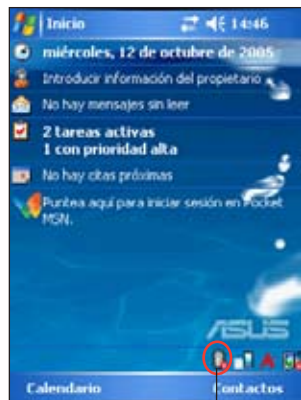 Inicio 14:46
miércoles, 12 de octubre de 2005
Introducir información del propietario
No hay mensajes sin leer
2 tareas activas
1 con prioridad alta
No hay citas próximas
Puntea aquí para iniciar sesión en Pocket
MSN.
ASUS
Calendario Contactos